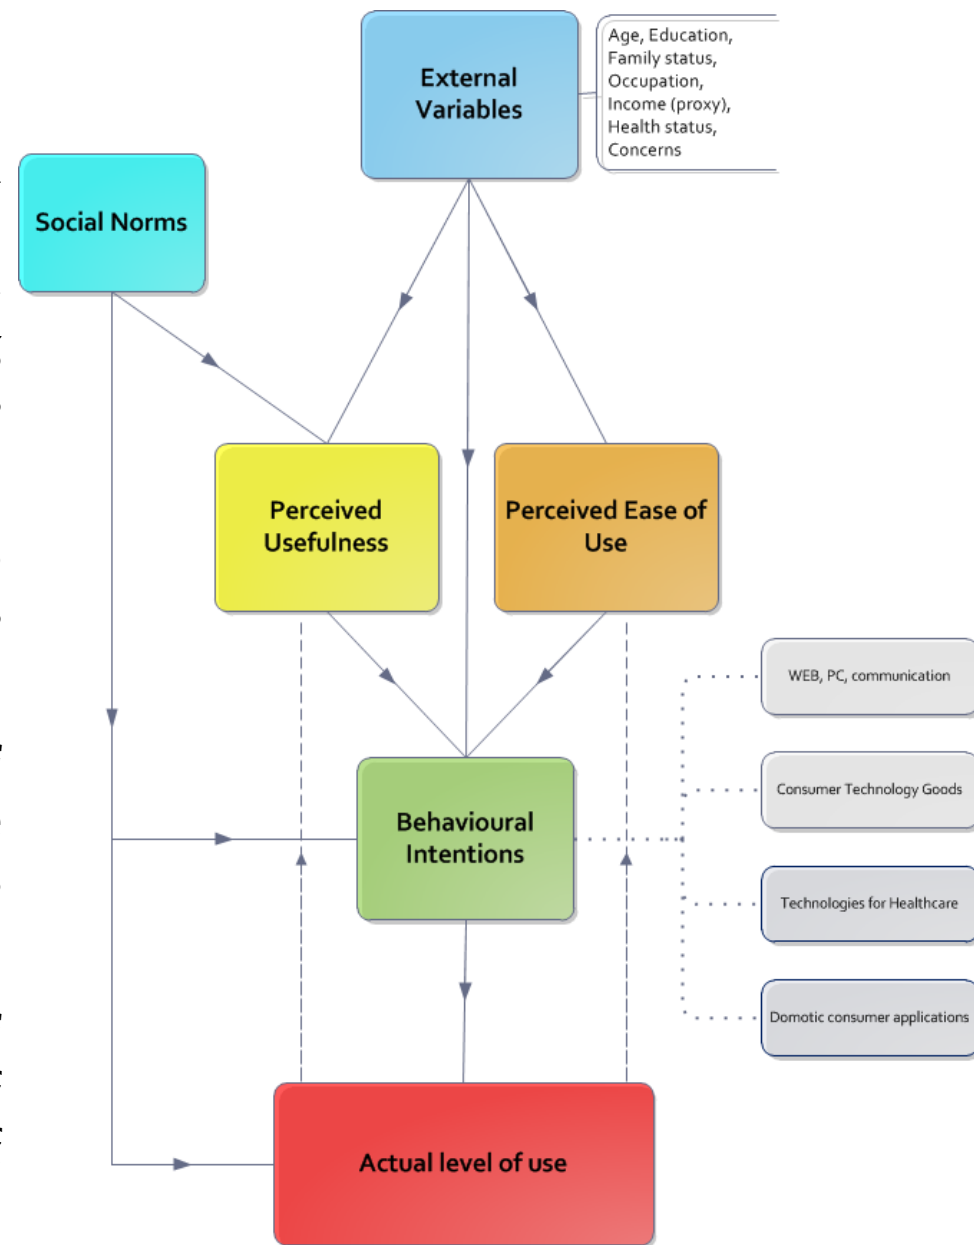 External
Variables
Age, Education,
Family status,
Occupation,
Income (proxy),
Health status,
Concerns
Social Norms
Perceived
Usefulness
Perceived Ease of
Use
WEB, PC, communication
Consumer Technology Goods
Behavioural
Intentions
Technologies for Healthcare
Domotic consumer applications
Actual level of use